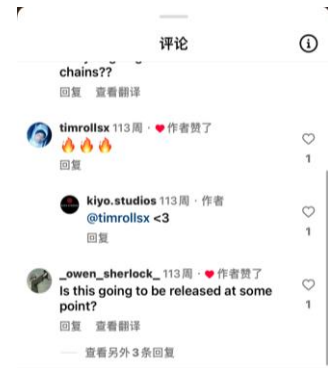 评论
chains??
回复 查看翻译
timrollsx 113周 · ❤作者赞了
🔥🔥🔥
回复
1
kiyo.studios 113周 · 作者
@timrollsx <3
回复
1
_owen_sherlock_ 113周 · ❤作者赞了
Is this going to be released at some
point?
回复 查看翻译
1
查看另外3条回复